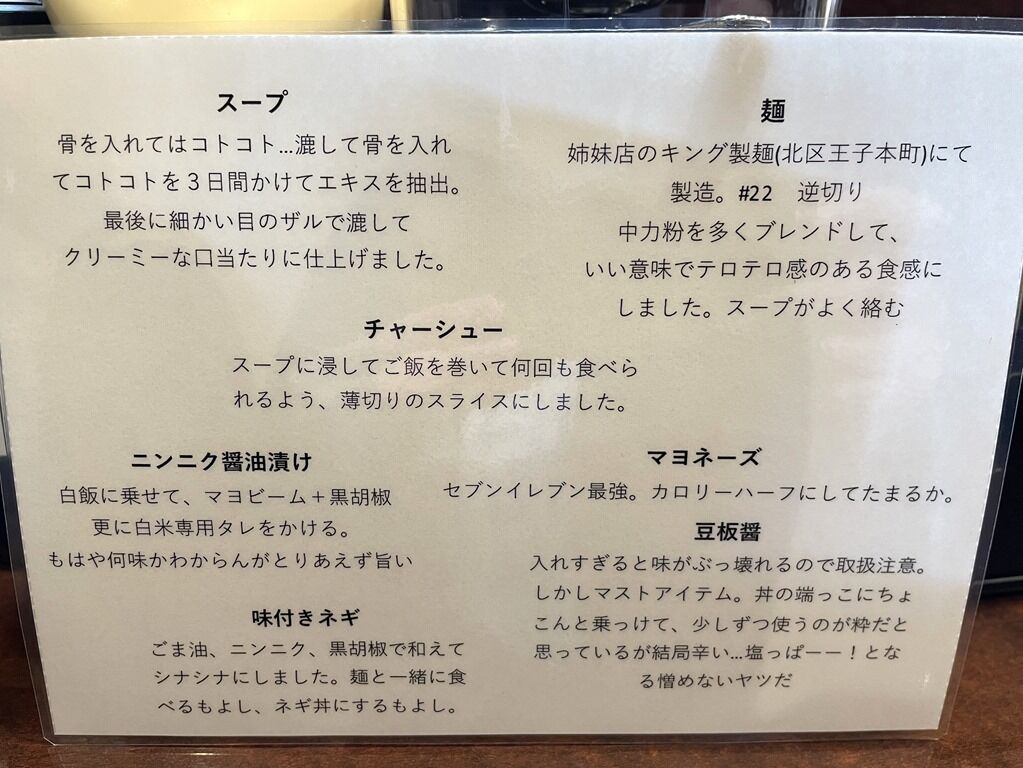 スープ
骨を入れてはコトコト…漉して骨を入れ
てコトコトを３日間かけてエキスを抽出。
最後に細かい目のザルで漉して
クリーミーな口当たりに仕上げました。
麺
姉妹店のキング製麺(北区王子本町)にて
製造。#22　逆切り
中力粉を多くブレンドして、
いい意味でテロテロ感のある食感に
しました。スープがよく絡む
チャーシュー
スープに浸してご飯を巻いて何回も食べら
れるよう、薄切りのスライスにしました。
ニンニク醤油漬け
白飯に乗せて、マヨビーム＋黒胡椒
更に白米専用タレをかける。
もはや何味かわからんがとりあえず旨い
マヨネーズ
セブンイレブン最強。カロリーハーフにしてたまるか。
豆板醤
入れすぎると味がぶっ壊れるので取扱注意。
しかしマストアイテム。丼の端っこにちょ
こんと乗っけて、少しずつ使うのが粋だと
思っているが結局辛い…塩っぱーー！とな
る憎めないヤツだ
味付きネギ
ごま油、ニンニク、黒胡椒で和えて
シナシナにしました。麺と一緒に食
べるもよし、ネギ丼にするもよし。